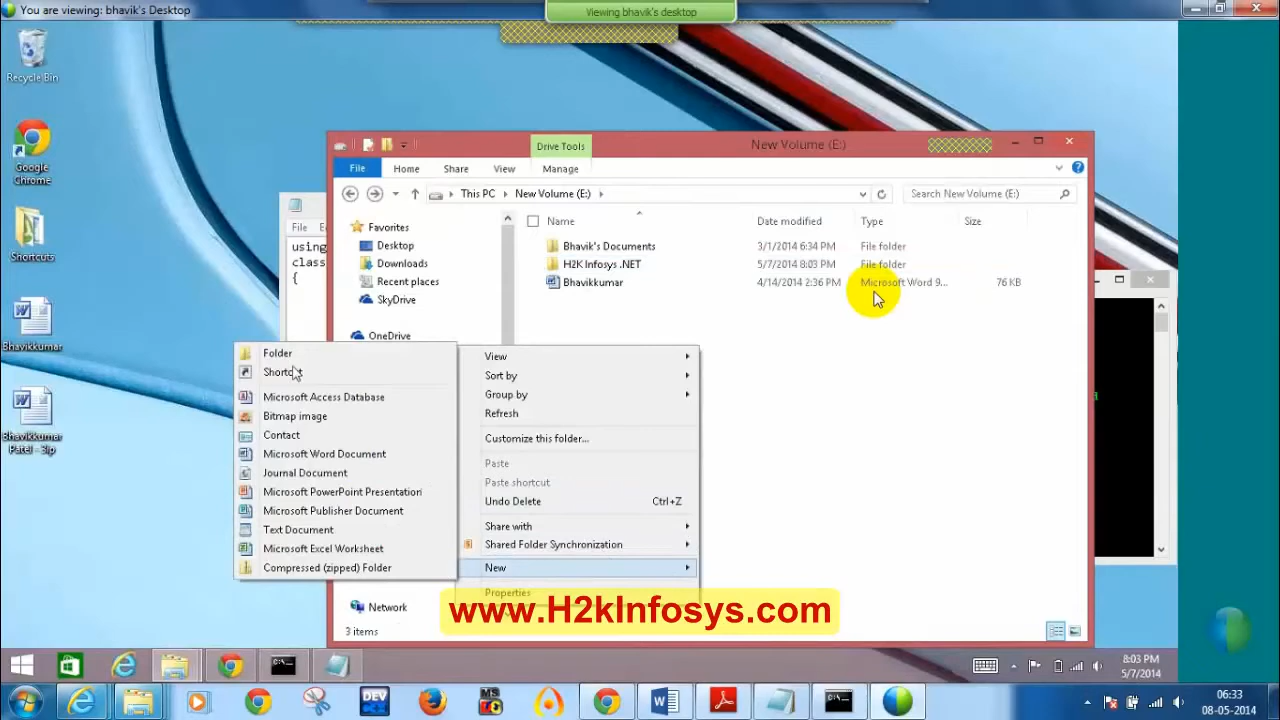 You are viewing: bhavik's Desktop
Viewing bhavik's desktop
Recycle Bin
Google
Chrome
Shortcuts
Bhavikkumar
Bhavikkumar
Patel - Sip
New Volume (E:)
Drive Tools
File
Home
Share
View
Manage
This PC
New Volume (E:)
Search New Volume (E:)
File
using
class
{
Favorites
Desktop
Downloads
Recent places
SkyDrive
OneDrive
Network
3 items
Name
Date modified
Type
Size
Bhavik's Documents
3/1/2014 6:34 PM
File folder
H2K Infosys .NET
5/7/2014 8:03 PM
File folder
Bhavikkumar
4/14/2014 2:36 PM
Microsoft Word 9...
76 KB
Folder
Shortcut
Microsoft Access Database
Bitmap image
Contact
Microsoft Word Document
Journal Document
Microsoft PowerPoint Presentation
Microsoft Publisher Document
Text Document
Microsoft Excel Worksheet
Compressed (zipped) Folder
View
Sort by
Group by
Refresh
Customize this folder...
Paste
Paste shortcut
Undo Delete Ctrl+Z
Share with
Shared Folder Synchronization
New
Properties
www.H2kInfosys.com
8:03 PM
5/7/2014
DEV
MS
06:33
08-05-2014